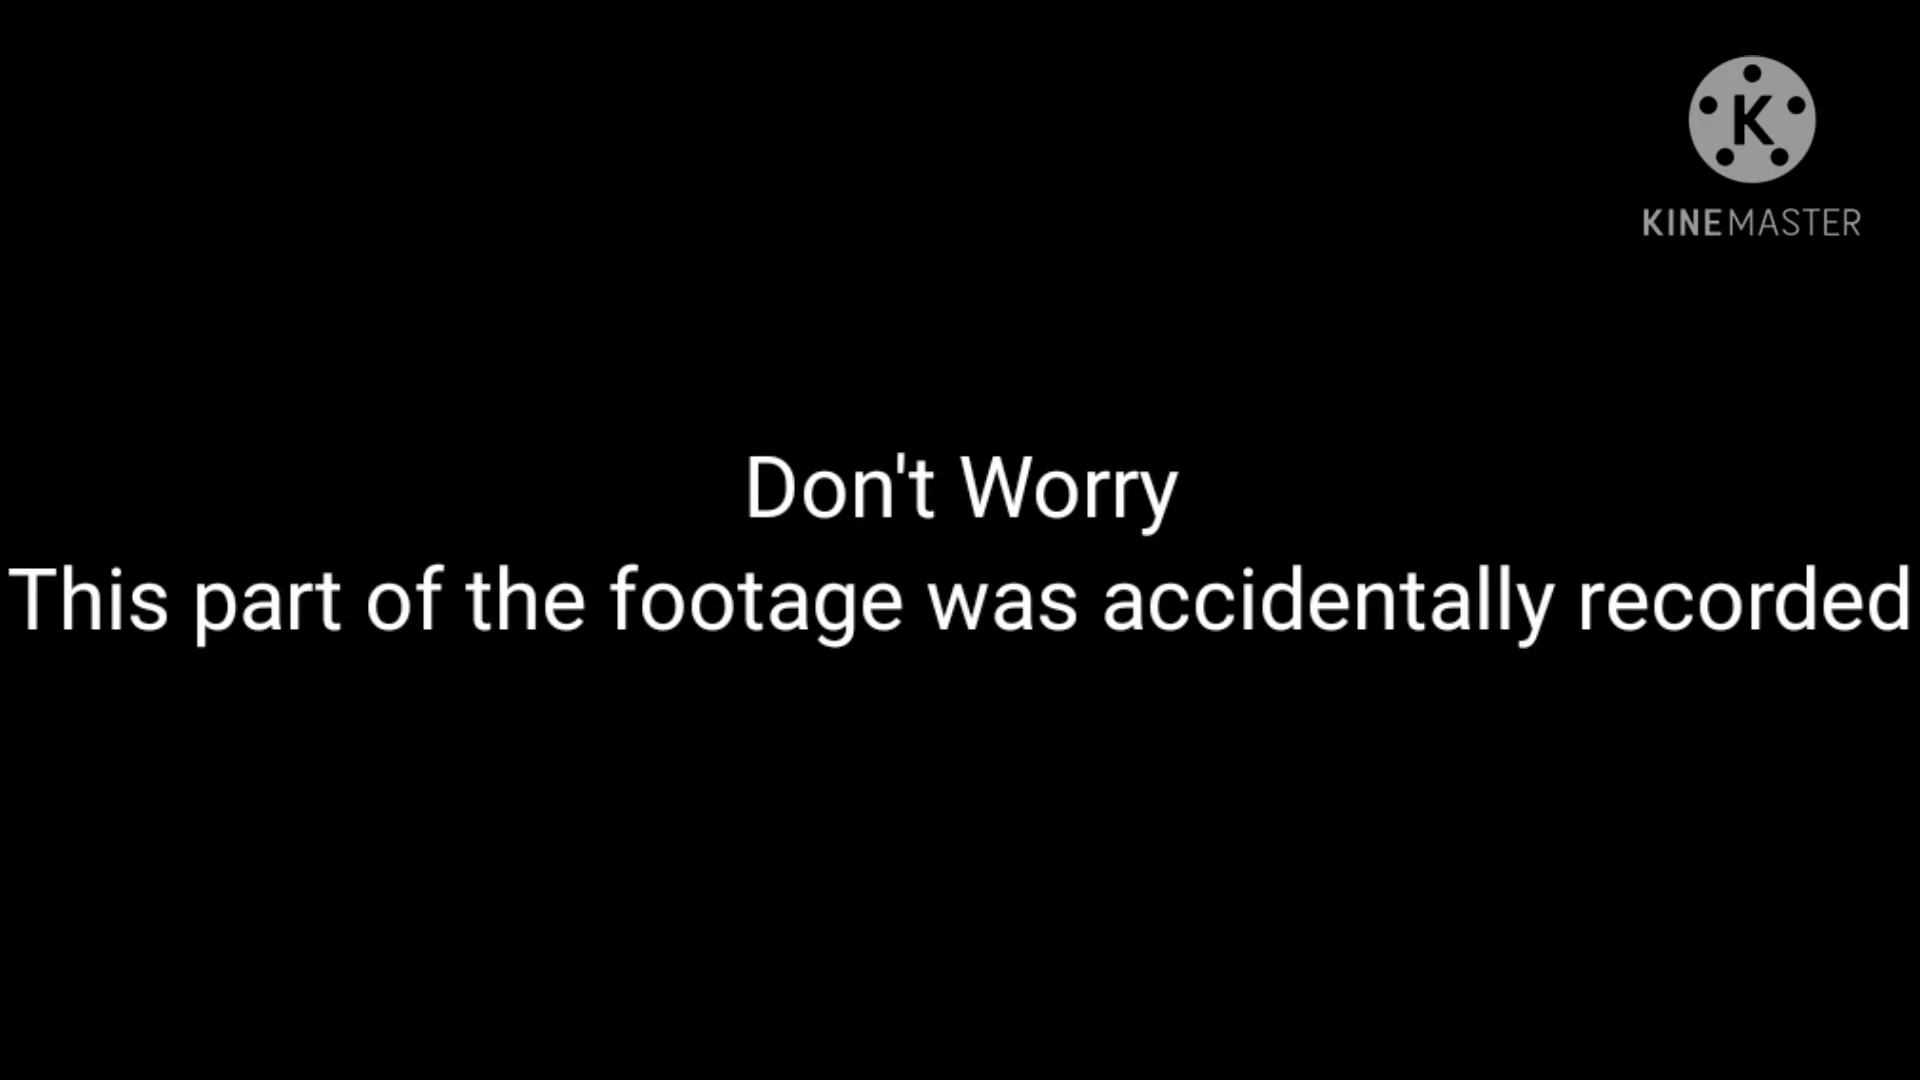 K
KINEMASTER
Don't Worry
This part of the footage was accidentally recorded